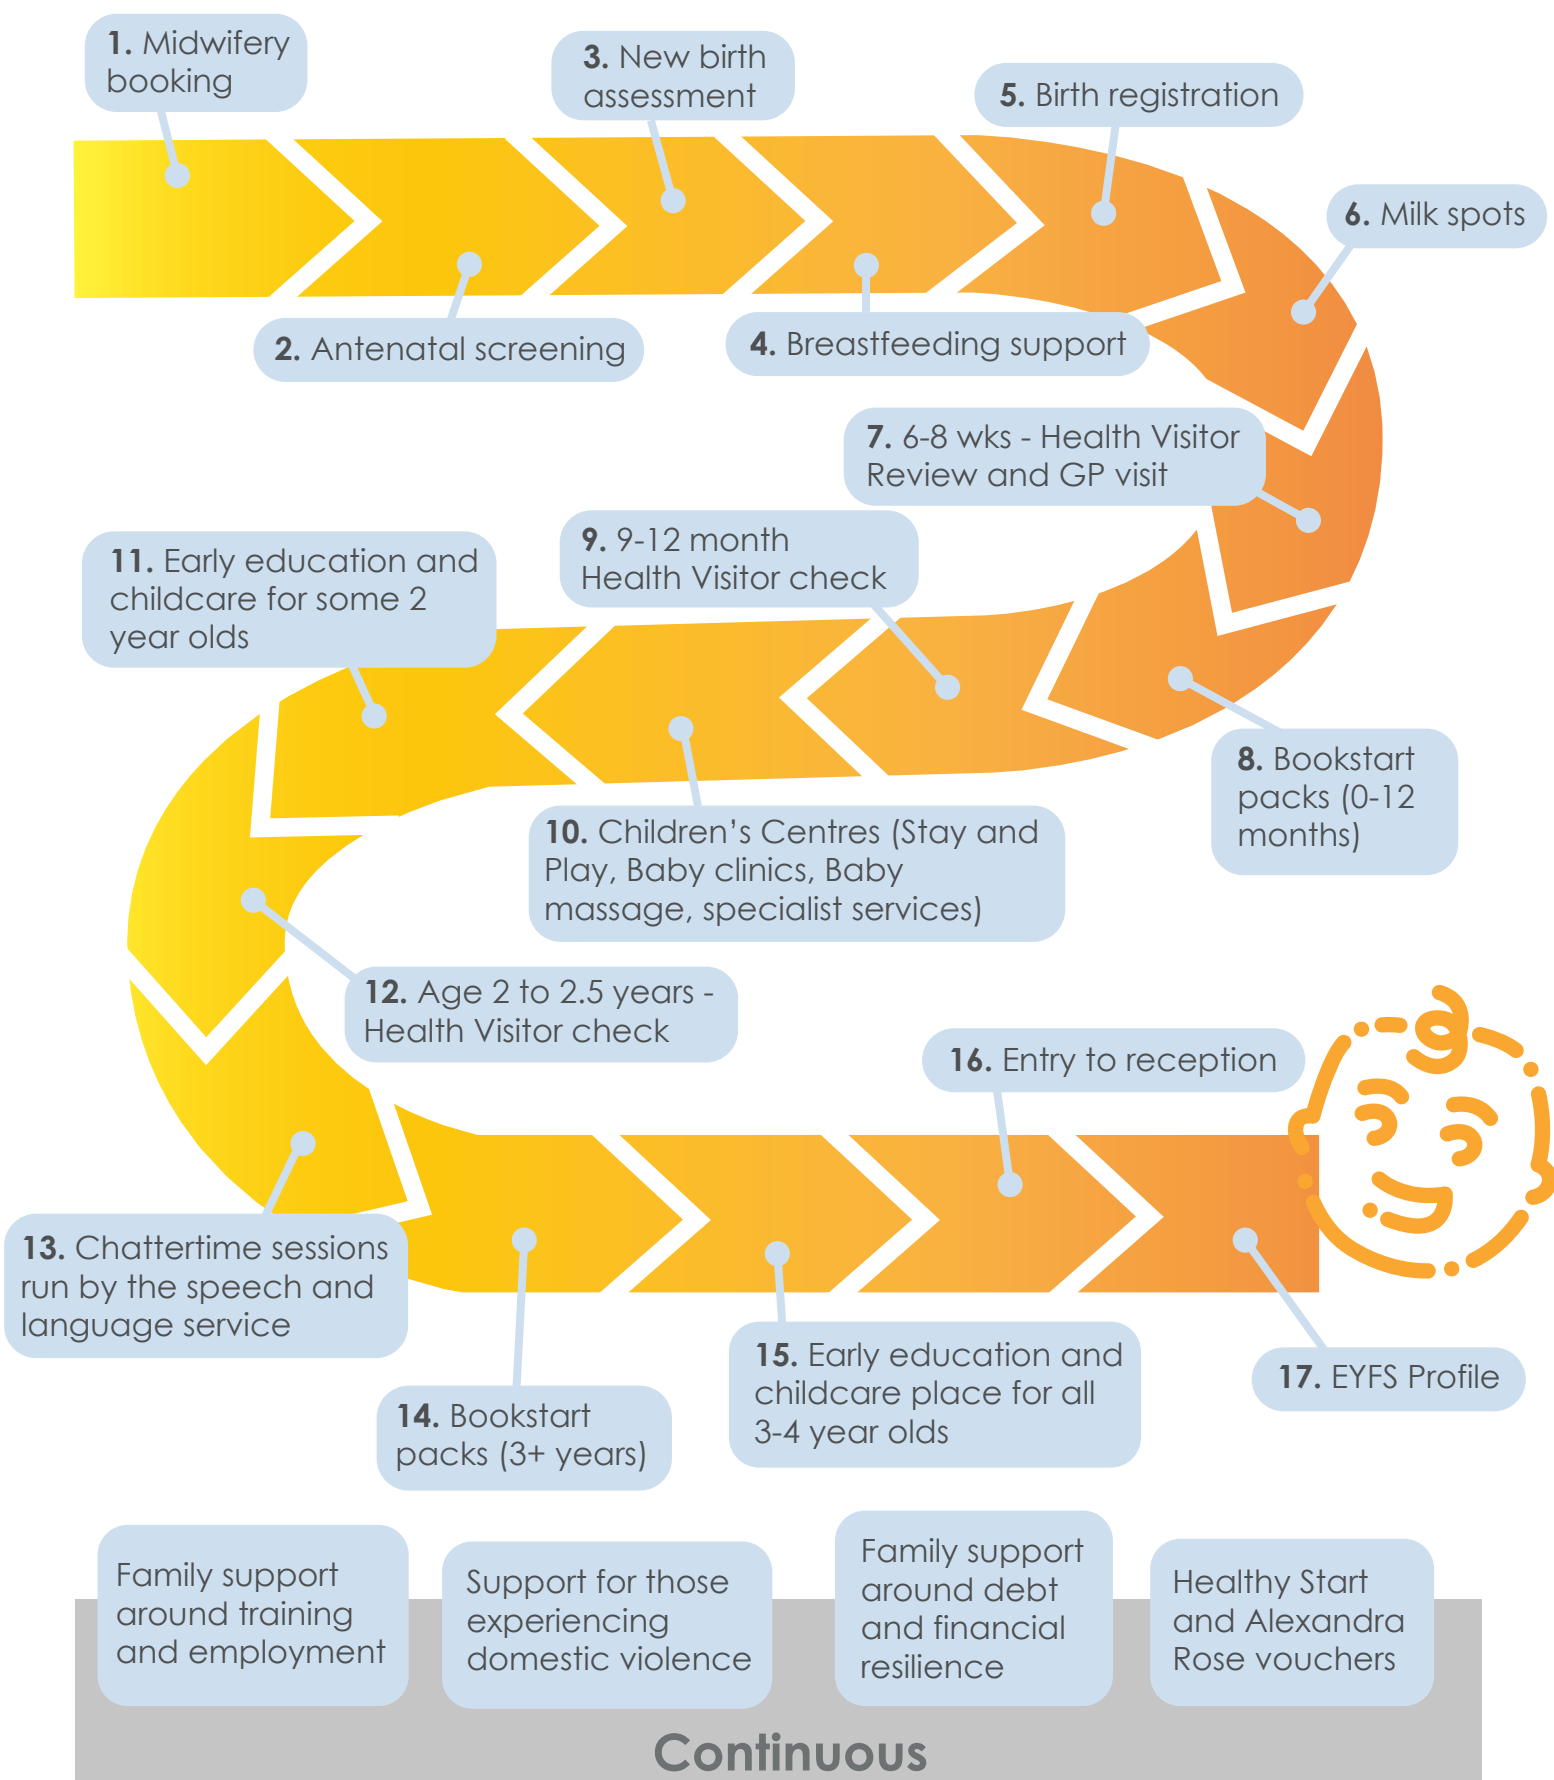 1. Midwifery
booking
2. Antenatal screening
3. New birth
assessment
4. Breastfeeding support
5. Birth registration
6. Milk spots
7. 6-8 wks - Health Visitor
Review and GP visit
8. Bookstart
packs (0-12
months)
9. 9-12 month
Health Visitor check
10. Children’s Centres (Stay and
Play, Baby clinics, Baby
massage, specialist services)
11. Early education and
childcare for some 2
year olds
12. Age 2 to 2.5 years -
Health Visitor check
13. Chattertime sessions
run by the speech and
language service
14. Bookstart
packs (3+ years)
15. Early education and
childcare place for all
3-4 year olds
16. Entry to reception
17. EYFS Profile
Family support
around training
and employment
Support for those
experiencing
domestic violence
Family support
around debt
and financial
resilience
Healthy Start
and Alexandra
Rose vouchers
Continuous